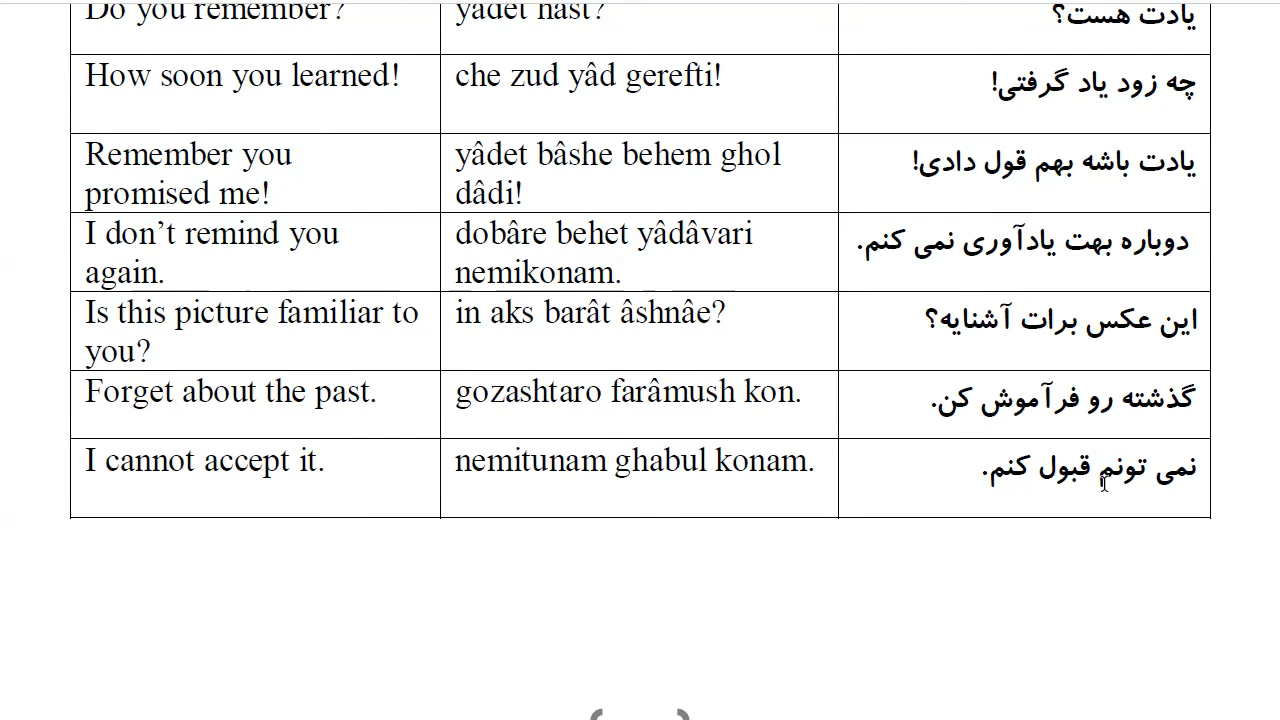 Do you remember?
yâdet hast?
یادت هست؟
How soon you learned!
che zud yâd gerefti!
چه زود یاد گرفتی!
Remember you
promised me!
yâdet bâshe behem ghol
dâdi!
یادت باشه بهم قول دادی!
I don’t remind you
again.
dobâre behet yâdâvari
nemikonam.
دوباره بهت یادآوری نمی کنم.
Is this picture familiar to
you?
in aks barât âshnâe?
این عکس برات آشنایه؟
Forget about the past.
gozashtaro farâmush kon.
گذشته رو فرآموش کن.
I cannot accept it.
nemitunam ghabul konam.
نمی تونم قبول کنم.